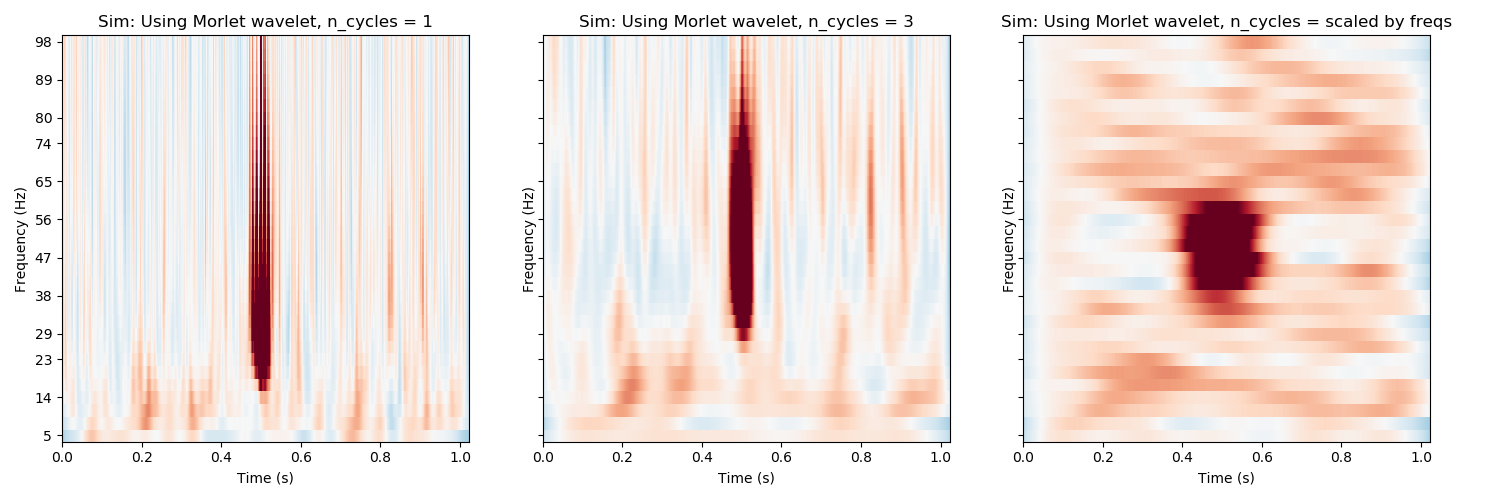 Sim: Using Morlet wavelet, n_cycles = 1
Sim: Using Morlet wavelet, n_cycles = 3
Sim: Using Morlet wavelet, n_cycles = scaled by freqs
98
89
80
74
65
56
47
38
29
23
14
5
Frequency (Hz)
Frequency (Hz)
Frequency (Hz)
0.0 0.2 0.4 0.6 0.8 1.0
0.0 0.2 0.4 0.6 0.8 1.0
0.0 0.2 0.4 0.6 0.8 1.0
Time (s)
Time (s)
Time (s)